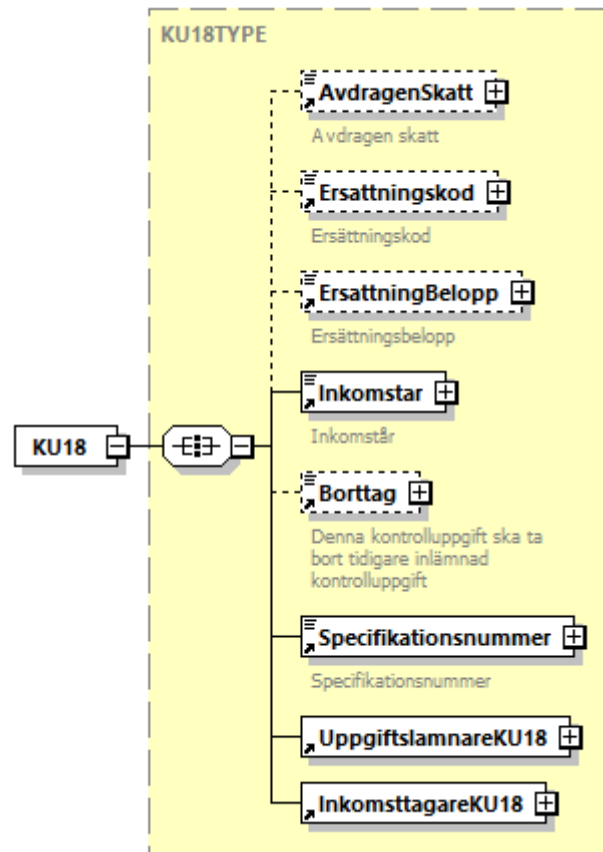 KU18TYPE
AvdragenSkatt
Avdragen skatt
Ersattningskod
Ersättningskod
ErsattningBelopp
Ersättningsbelopp
Inkomstar
Inkomstår
KU18
Borttag
Denna kontrolluppgift ska ta
bort tidigare inlämnad
kontrolluppgift
Specifikationsnummer
Specifikationsnummer
UppgiftslamnareKU18
InkomsttagareKU18